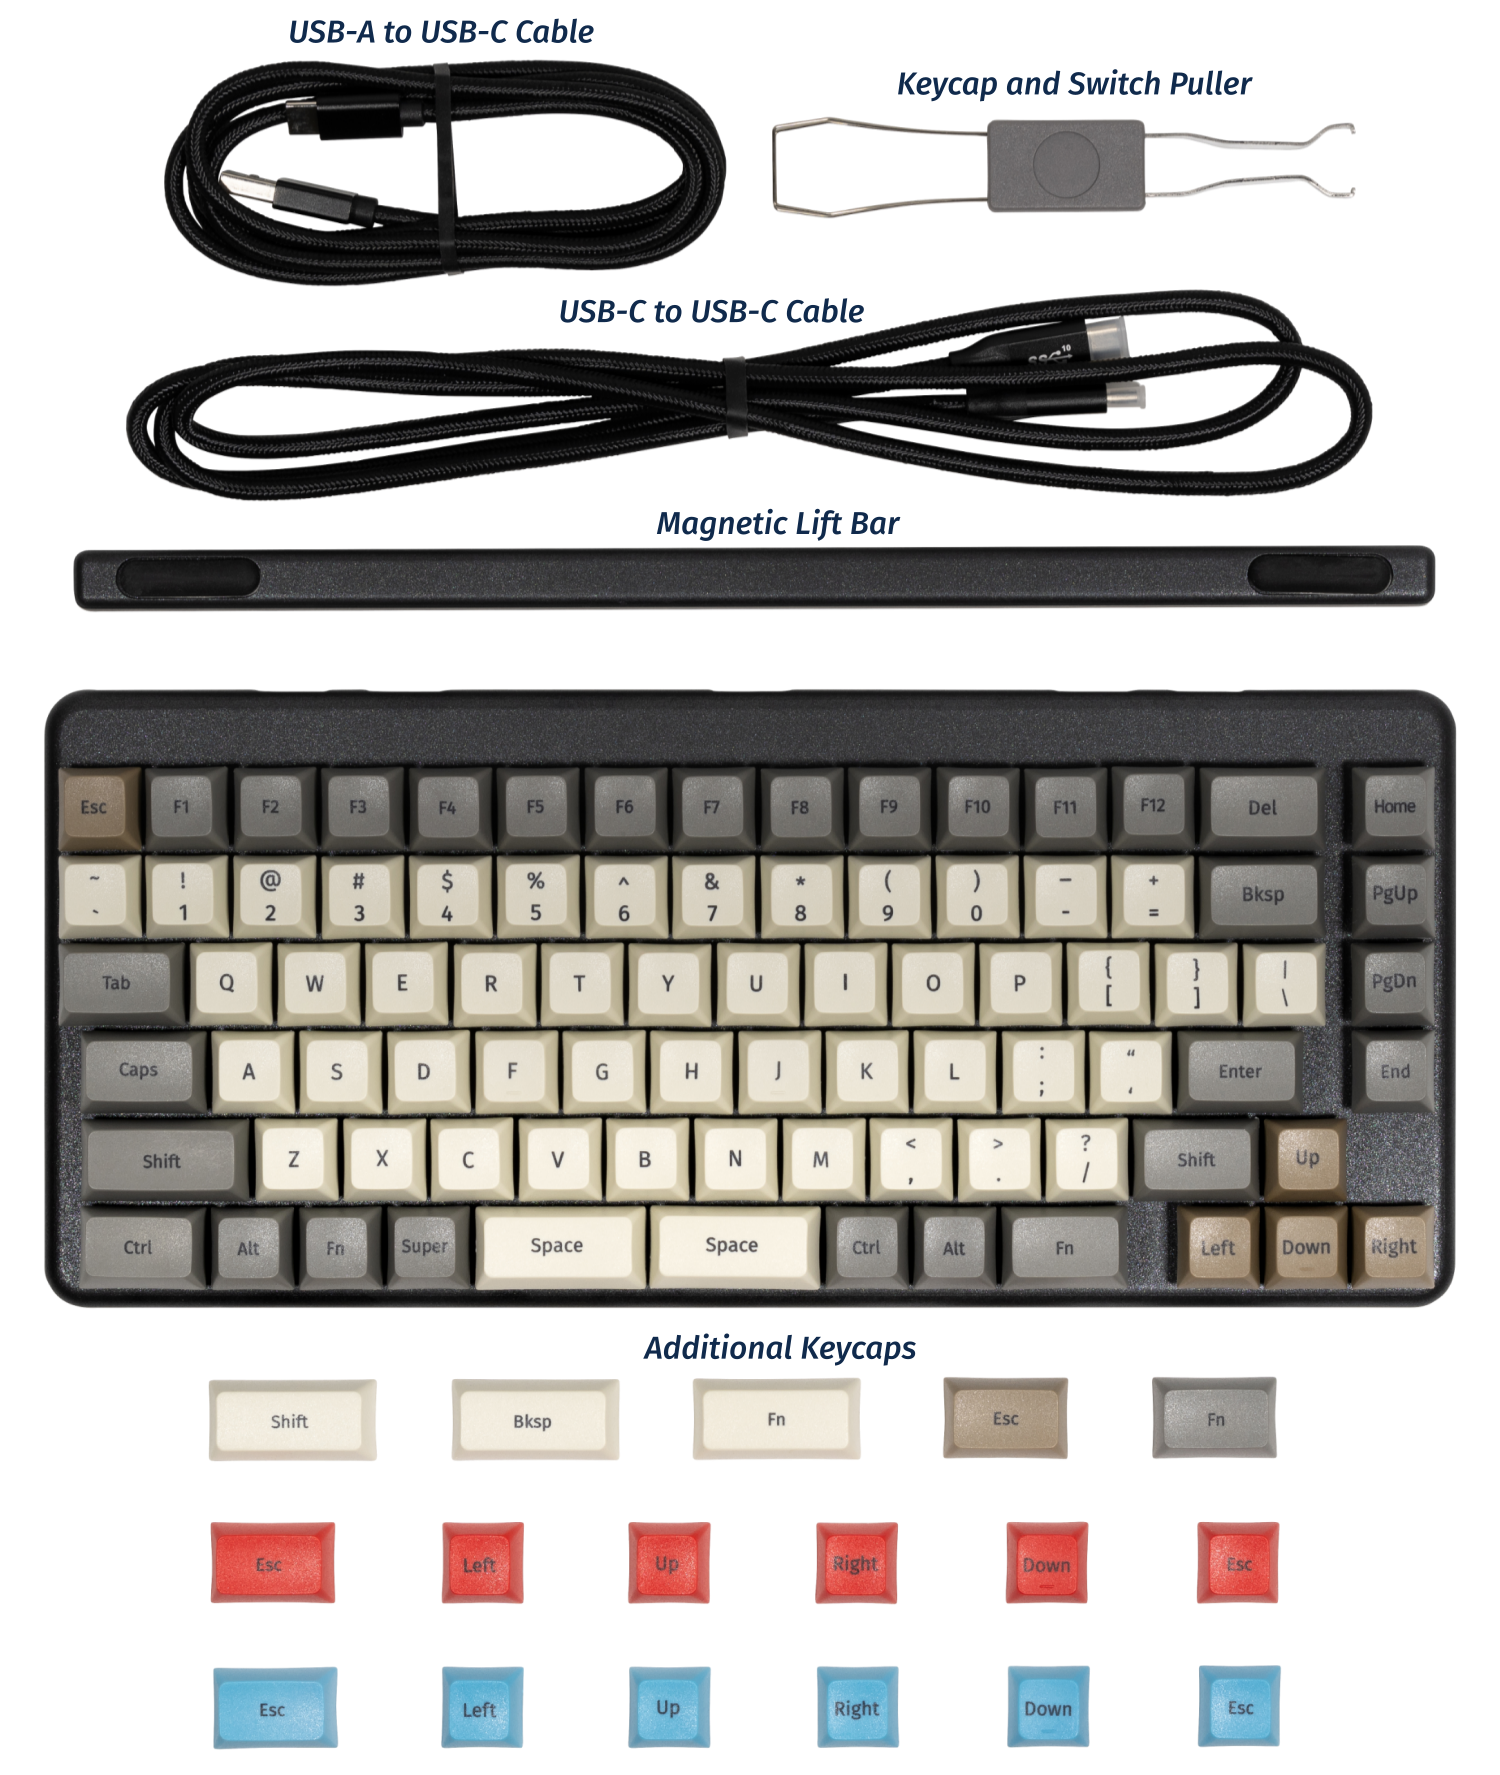 USB-A to USB-C Cable
Keycap and Switch Puller
USB-C to USB-C Cable
SS 10
Magnetic Lift Bar
Esc F1 F2 F3 F4 F5 F6 F7 F8 F9 F10 F11 F12 Del Home
~ ! @ # $ % ^ & * ( ) _ + Bksp PgUp
` 1 2 3 4 5 6 7 8 9 0 - =
Tab Q W E R T Y U I O P { } | PgDn
[ ] \
Caps A S D F G H J K L : " Enter End
; '
Shift Z X C V B N M < > ? Shift Up
, . /
Ctrl Alt Fn Super Space Space Ctrl Alt Fn Left Down Right
Additional Keycaps
Shift Bksp Fn Esc Fn
Esc Left Up Right Down Esc
Esc Left Up Right Down Esc